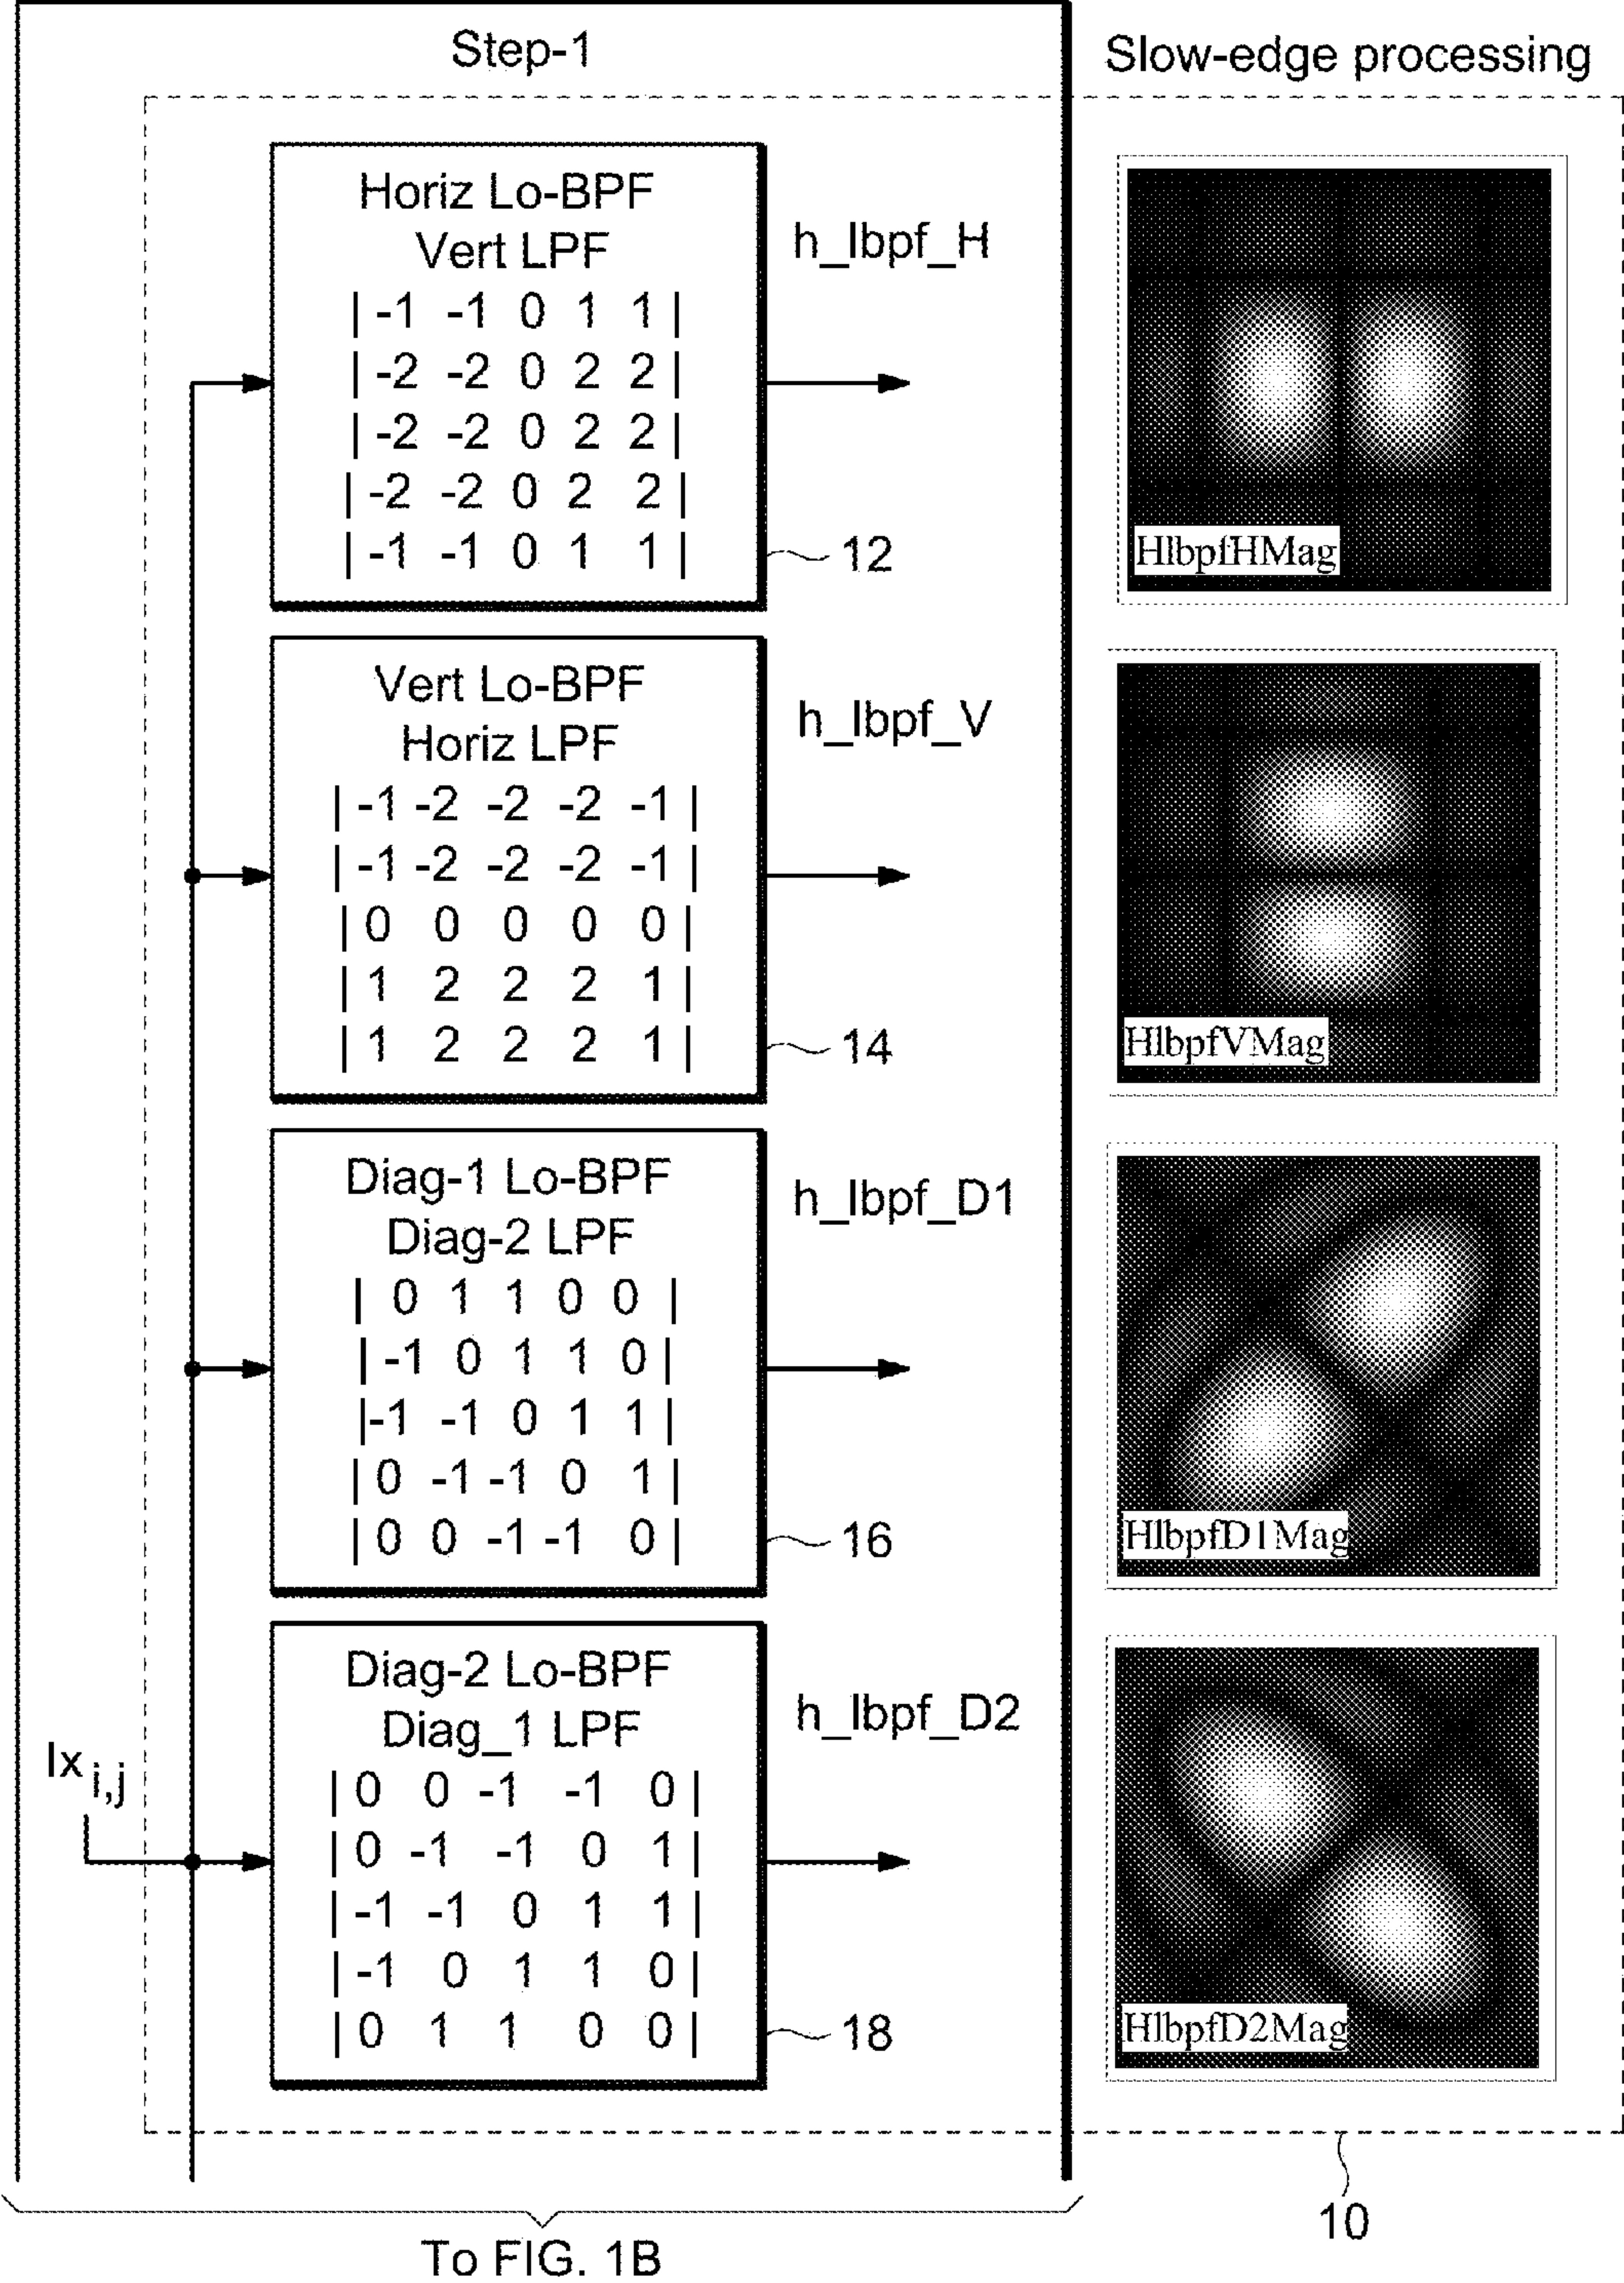 Step-1
Slow-edge processing
Horiz Lo-BPF
Vert LPF
| -1 -1 0 1 1 |
| -2 -2 0 2 2 |
| -2 -2 0 2 2 |
| -2 -2 0 2 2 |
| -1 -1 0 1 1 |
h_lbpf_H
12
HlbpfHMag
Vert Lo-BPF
Horiz LPF
| -1 -2 -2 -2 -1 |
| -1 -2 -2 -2 -1 |
| 0 0 0 0 0 |
| 1 2 2 2 1 |
| 1 2 2 2 1 |
h_lbpf_V
14
HlbpfVMag
Diag-1 Lo-BPF
Diag-2 LPF
| 0 1 1 0 0 |
| -1 0 1 1 0 |
| -1 -1 0 1 1 |
| 0 -1 -1 0 1 |
| 0 0 -1 -1 0 |
h_lbpf_D1
16
HlbpfD1Mag
Diag-2 Lo-BPF
Diag_1 LPF
| 0 0 -1 -1 0 |
| 0 -1 -1 0 1 |
| -1 -1 0 1 1 |
| -1 0 1 1 0 |
| 0 1 1 0 0 |
h_lbpf_D2
18
HlbpfD2Mag
Ix i,j
10
To FIG. 1B